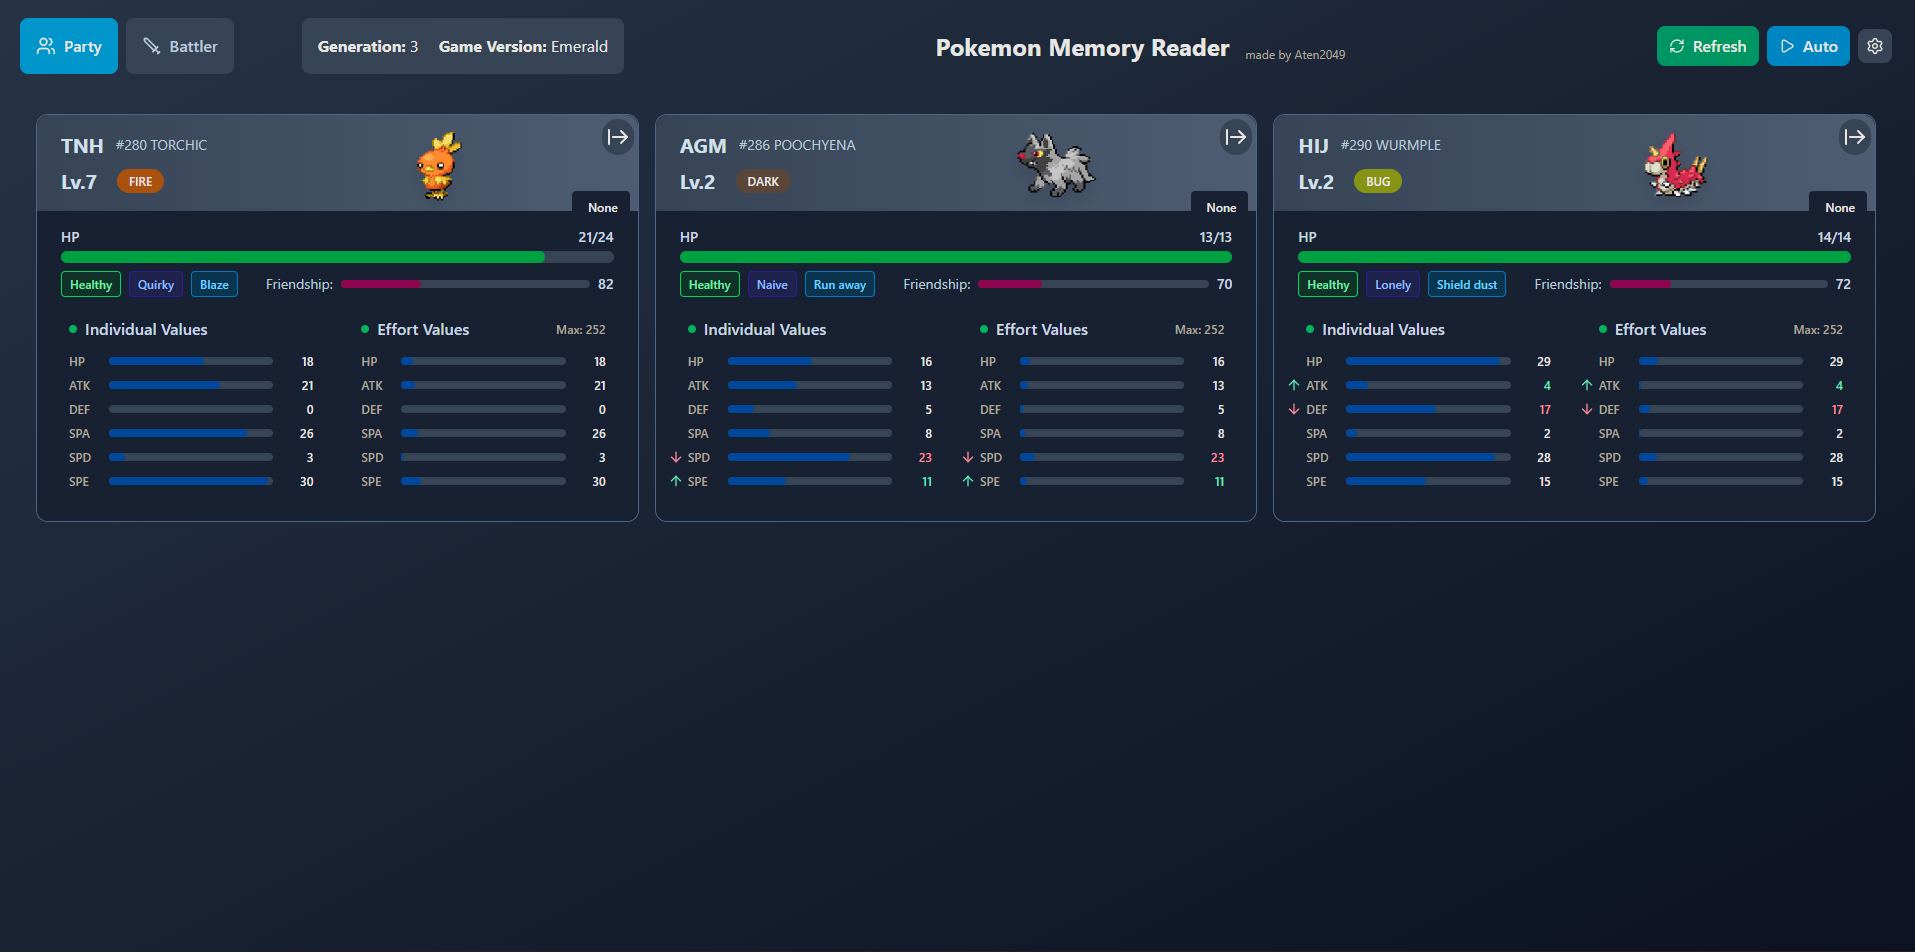 Party
Battler
Generation: 3 Game Version: Emerald
Pokemon Memory Reader made by Aten2049
Refresh
Auto
TNH #280 TORCHIC
Lv.7 FIRE
None
HP 21/24
Healthy Quirky Blaze Friendship: 82
Individual Values
HP 18
ATK 21
DEF 0
SPA 26
SPD 3
SPE 30
Effort Values Max: 252
HP 18
ATK 21
DEF 0
SPA 26
SPD 3
SPE 30
AGM #286 POOCHYENA
Lv.2 DARK
None
HP 13/13
Healthy Naive Run away Friendship: 70
Individual Values
HP 16
ATK 13
DEF 5
SPA 8
SPD 23
SPE 11
Effort Values Max: 252
HP 16
ATK 13
DEF 5
SPA 8
SPD 23
SPE 11
HIJ #290 WURMPLE
Lv.2 BUG
None
HP 14/14
Healthy Lonely Shield dust Friendship: 72
Individual Values
HP 29
ATK 4
DEF 17
SPA 2
SPD 28
SPE 15
Effort Values Max: 252
HP 29
ATK 4
DEF 17
SPA 2
SPD 28
SPE 15